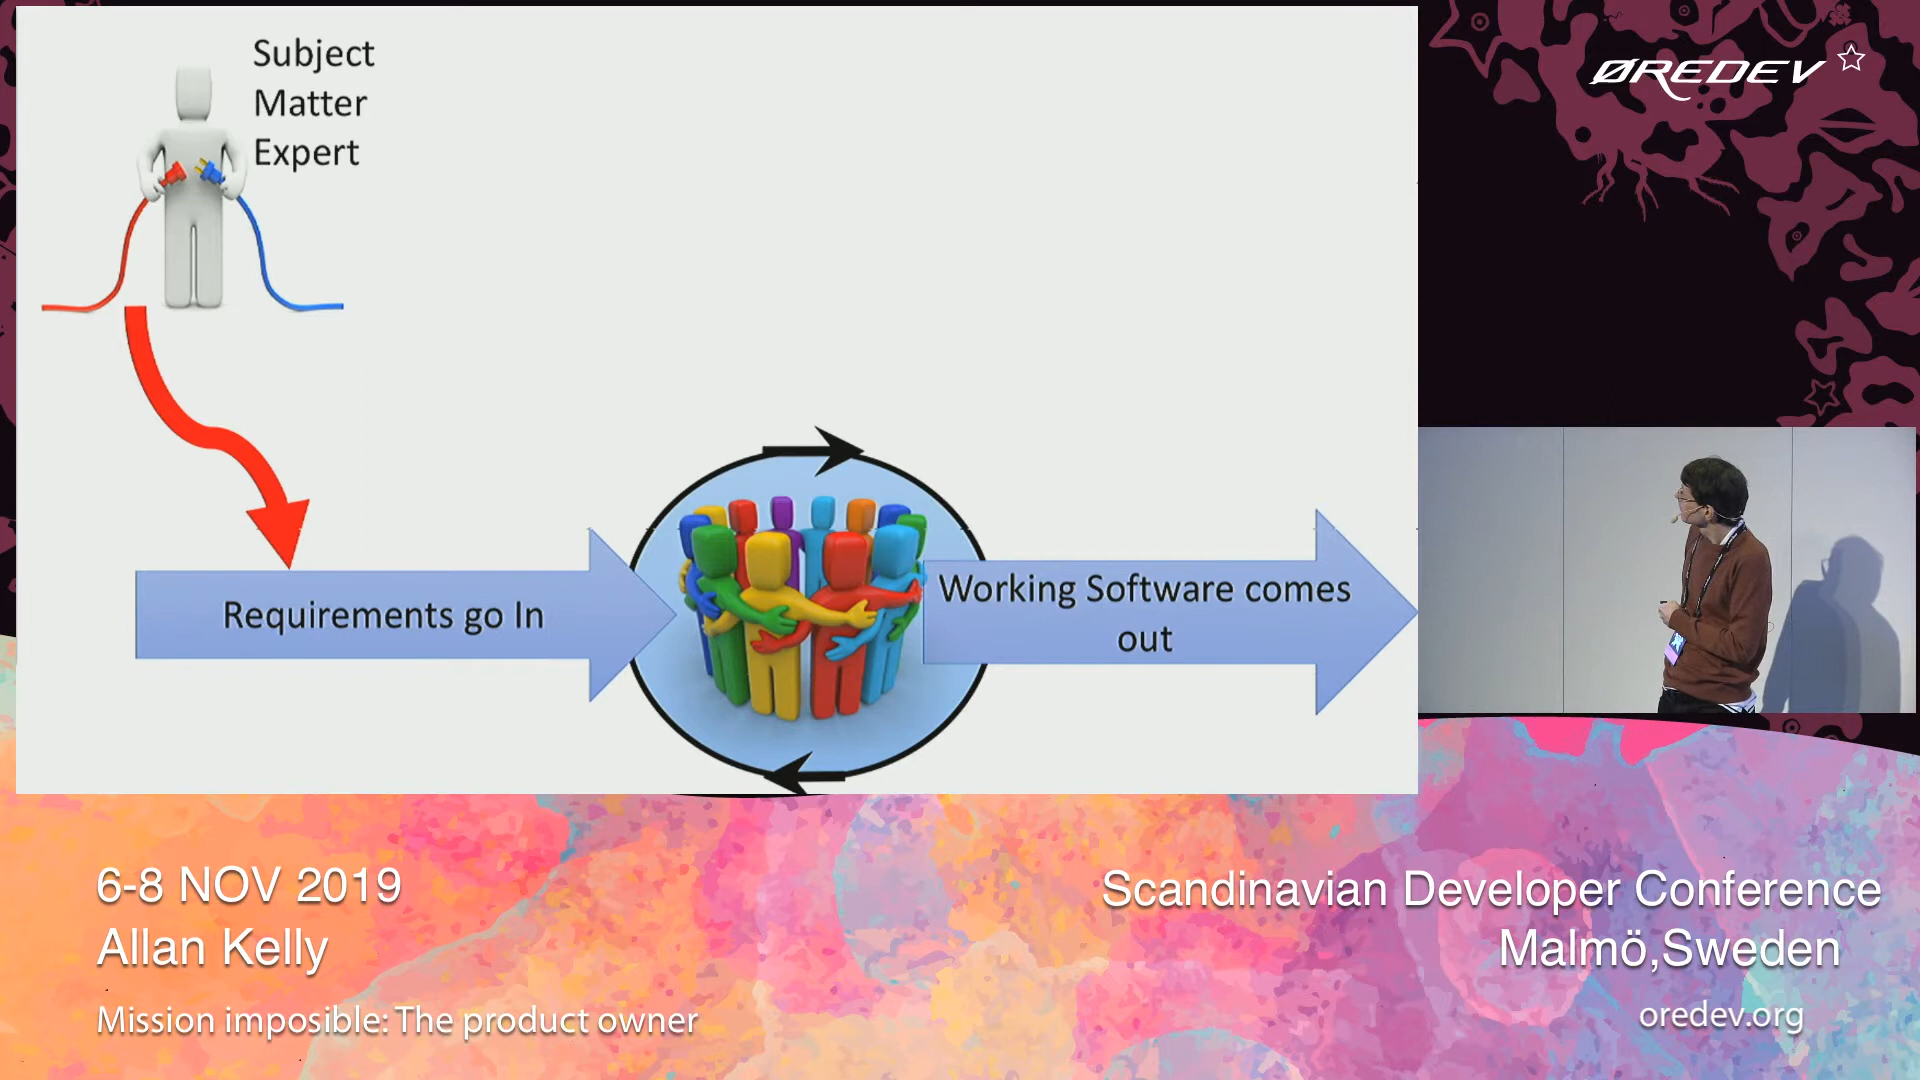 Subject
Matter
Expert
Requirements go In
Working Software comes
out
ØREDEV
6-8 NOV 2019
Allan Kelly
Mission imposible: The product owner
Scandinavian Developer Conference
Malmö,Sweden
oredev.org